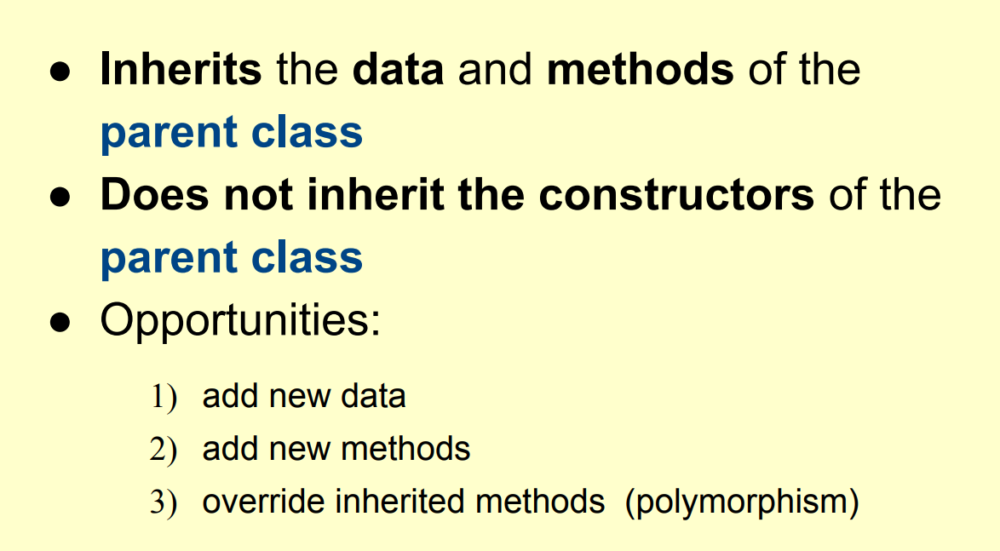 ● Inherits the data and methods of the
parent class
● Does not inherit the constructors of the
parent class
● Opportunities:
1) add new data
2) add new methods
3) override inherited methods (polymorphism)